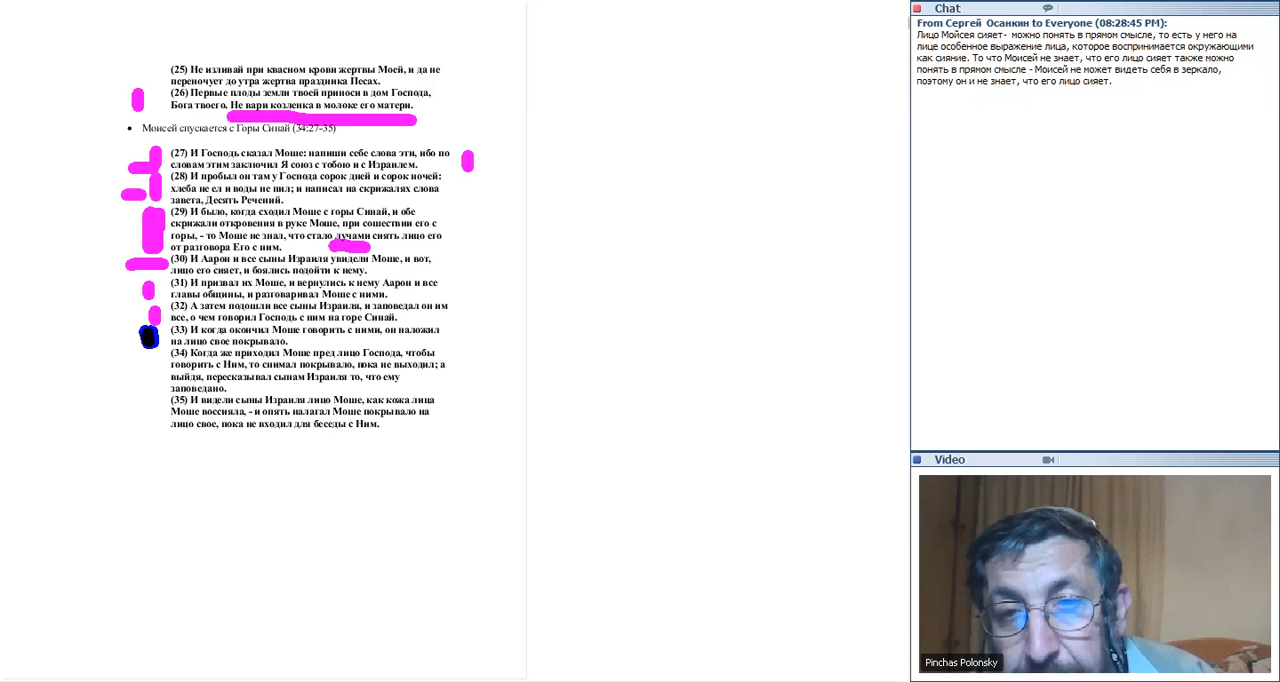 (25) Не изливай при квасном крови жертвы Моей, и да не
переночует до утра жертва праздника Песах.
(26) Первые плоды земли твоей приноси в дом Господа,
Бога твоего. Не вари козленка в молоке его матери.
• Моисей спускается с Горы Синай (34:27-35)
(27) И Господь сказал Моше: напиши себе слова эти, ибо по
словам этим заключил Я союз с тобою и с Израилем.
(28) И пробыл он там у Господа сорок дней и сорок ночей:
хлеба не ел и воды не пил; и написал на скрижалях слова
завета, Десять Речений.
(29) И было, когда сходил Моше с горы Синай, и обе
скрижали откровения в руке Моше, при сошествии его с
горы, - то Моше не знал, что стало лучами сиять лицо его
от разговора Его с ним.
(30) И Аарон и все сыны Израиля увидели Моше, и вот,
лицо его сияет, и боялись подойти к нему.
(31) И призвал их Моше, и вернулись к нему Аарон и все
главы общины, и разговаривал Моше с ними.
(32) А затем подошли все сыны Израиля, и заповедал он им
все, о чем говорил Господь с ним на горе Синай.
(33) И когда окончил Моше говорить с ними, он наложил
на лицо свое покрывало.
(34) Когда же приходил Моше пред лицо Господа, чтобы
говорить с Ним, то снимал покрывало, пока не выходил; а
выйдя, пересказывал сынам Израиля то, что ему
заповедано.
(35) И видели сыны Израиля лицо Моше, как кожа лица
Моше воссияла, - и опять налагал Моше покрывало на
лицо свое, пока не входил для беседы с Ним.
Chat
From Сергей Осанкин to Everyone (08:28:45 PM):
Лицо Мойсея сияет- можно понять в прямом смысле, то есть у него на
лице особенное выражение лица, которое воспринимается окружающими
как сияние. То что Моисей не знает, что его лицо сияет также можно
понять в прямом смысле - Моисей не может видеть себя в зеркало,
поэтому он и не знает, что его лицо сияет.
Video
Pinchas Polonsky